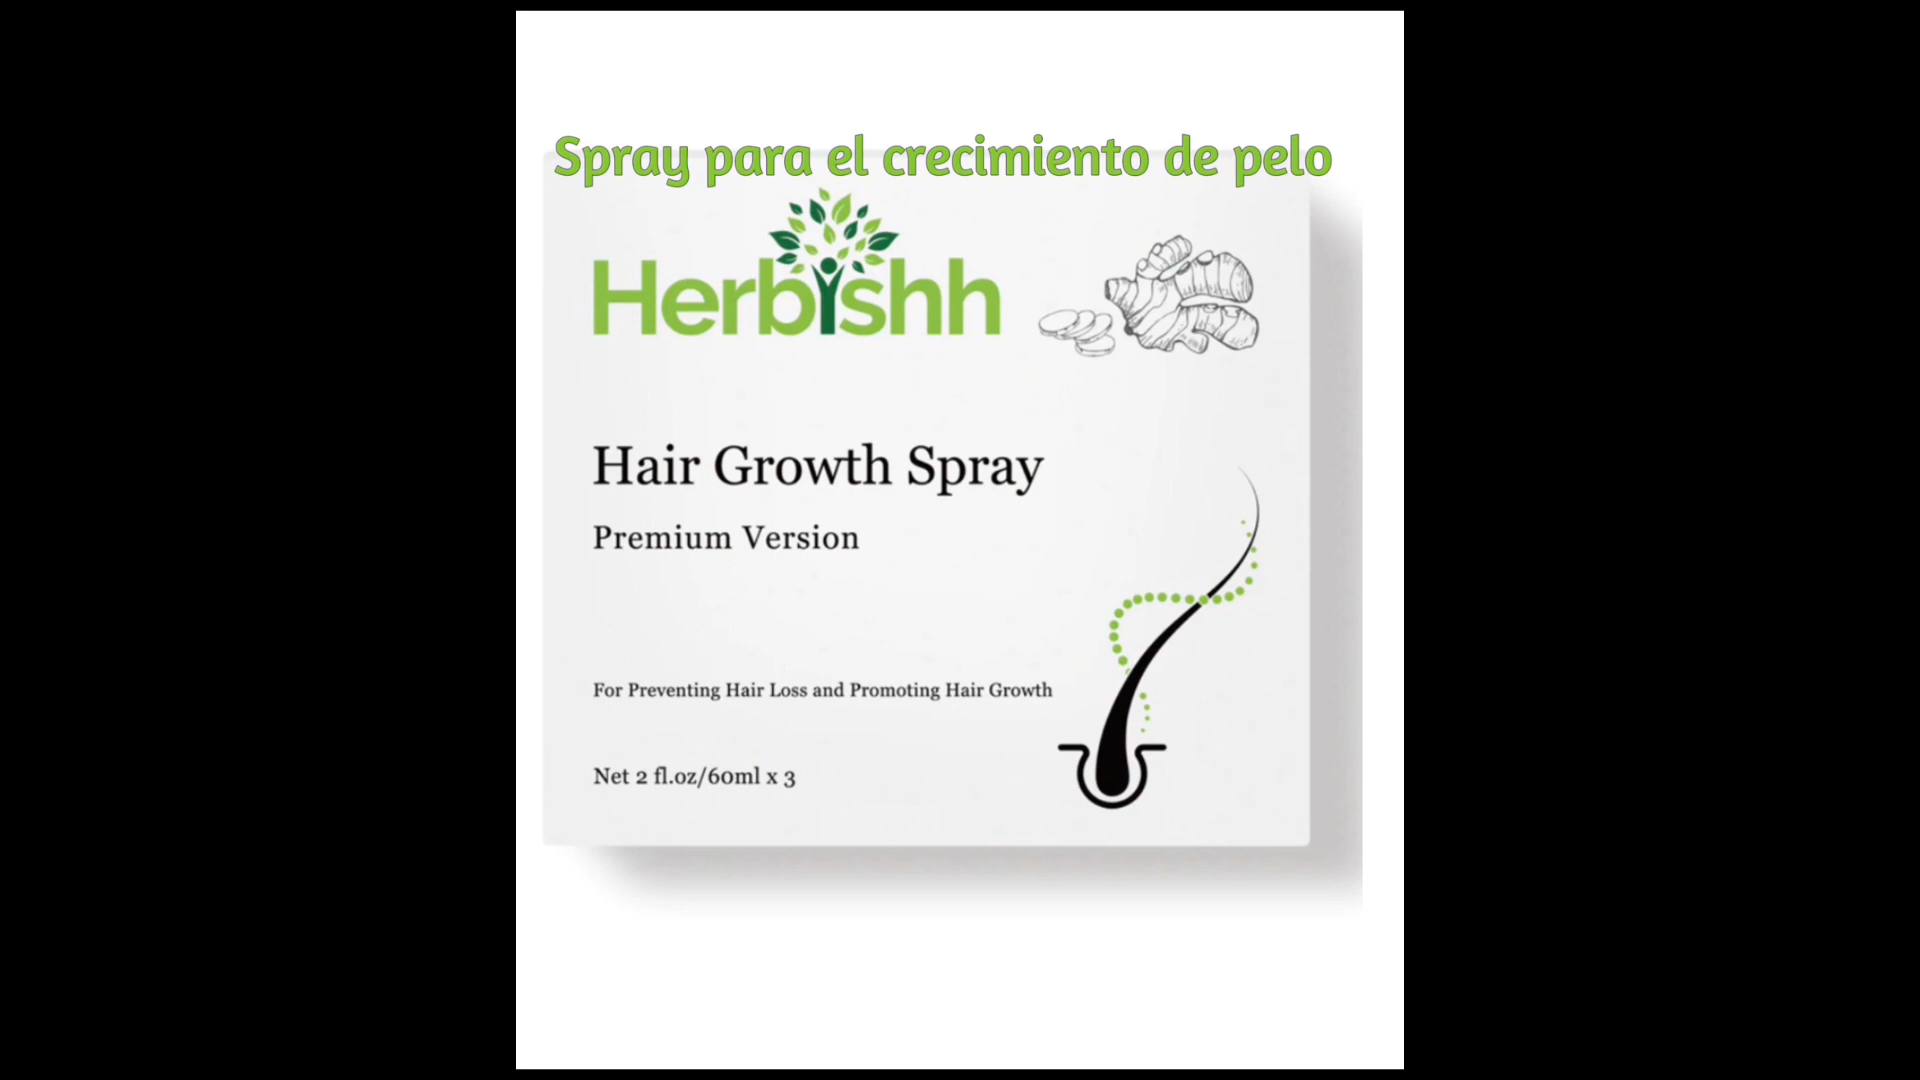 Spray para el crecimiento de pelo
Herbishh
Hair Growth Spray
Premium Version
For Preventing Hair Loss and Promoting Hair Growth
Net 2 fl.oz/60ml x 3